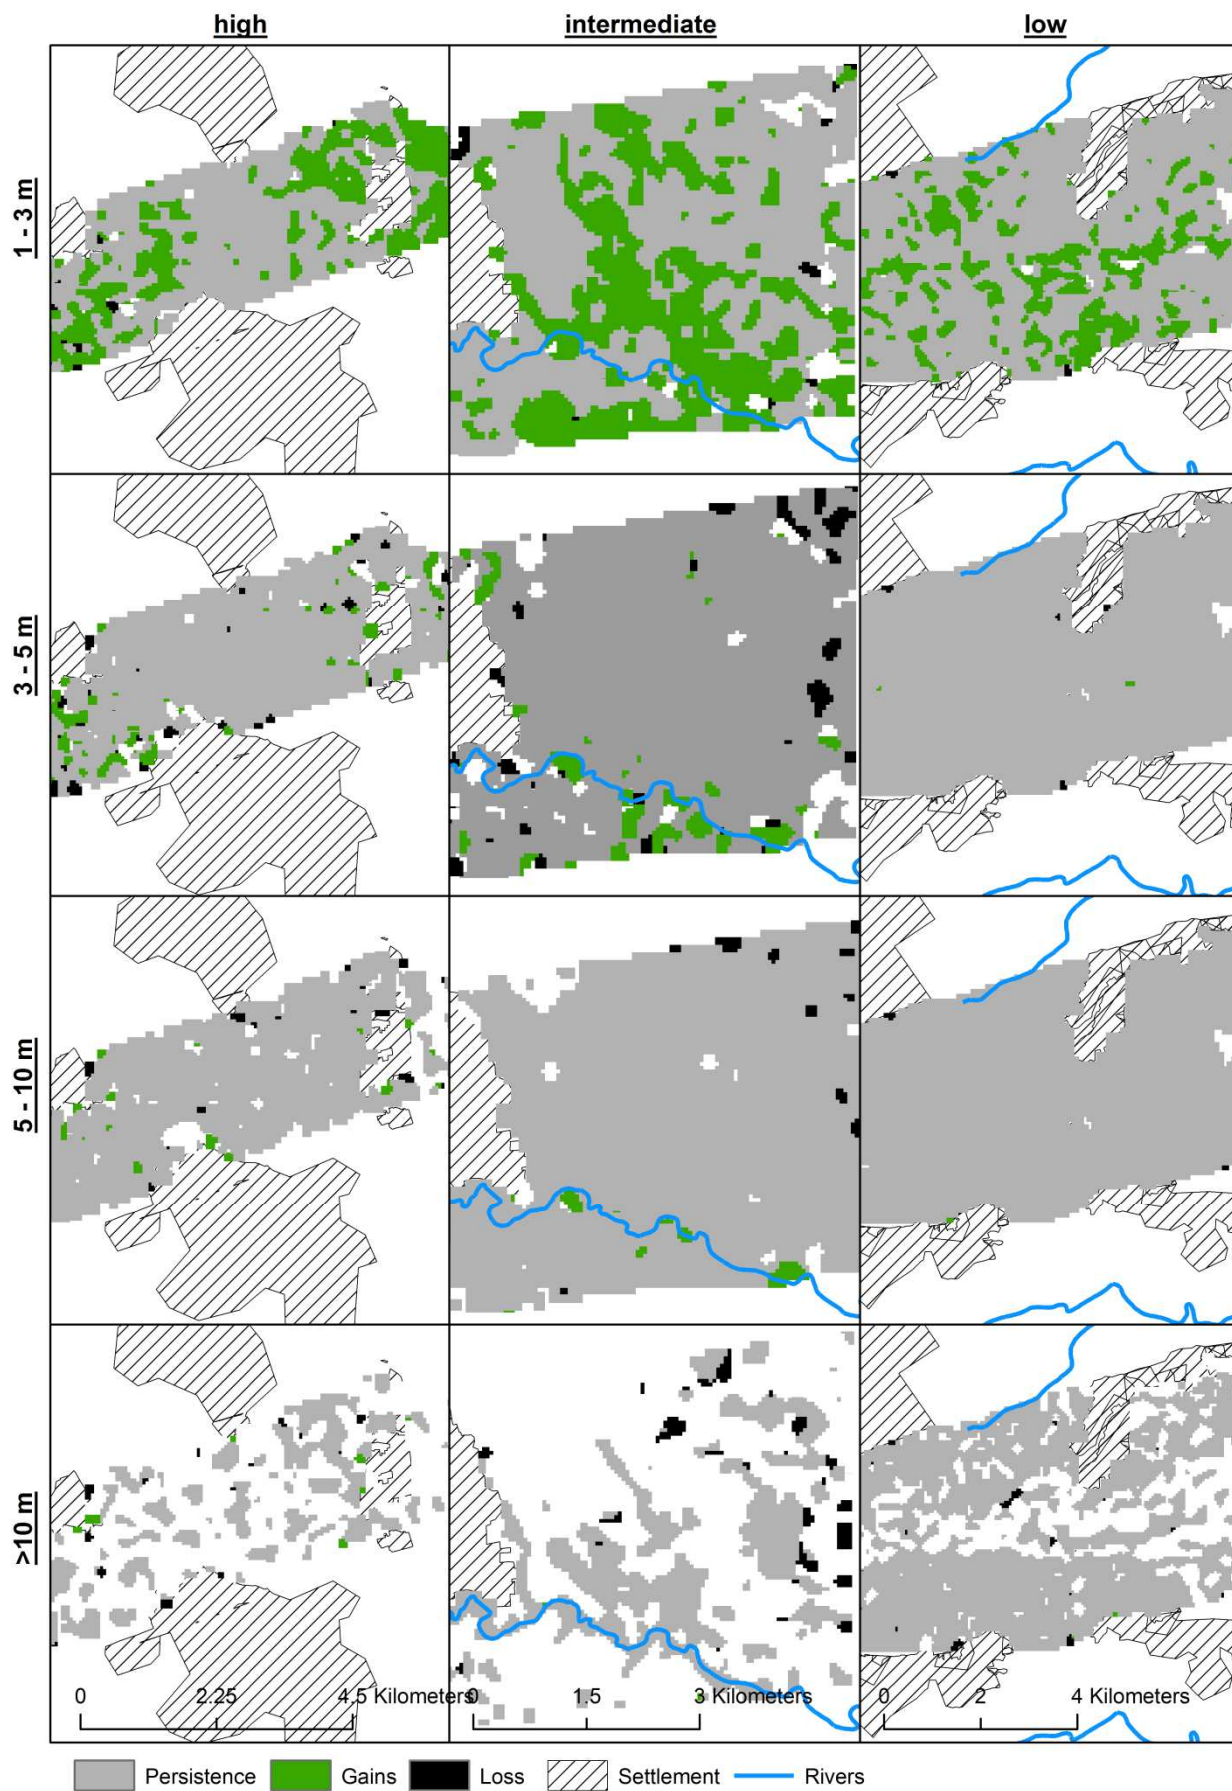 high intermediate low
1 - 3 m
3 - 5 m
5 - 10 m
>10 m
0 2.25 4.5 Kilometers 0 1.5 3 Kilometers 0 2 4 Kilometers
Persistence Gains Loss Settlement Rivers